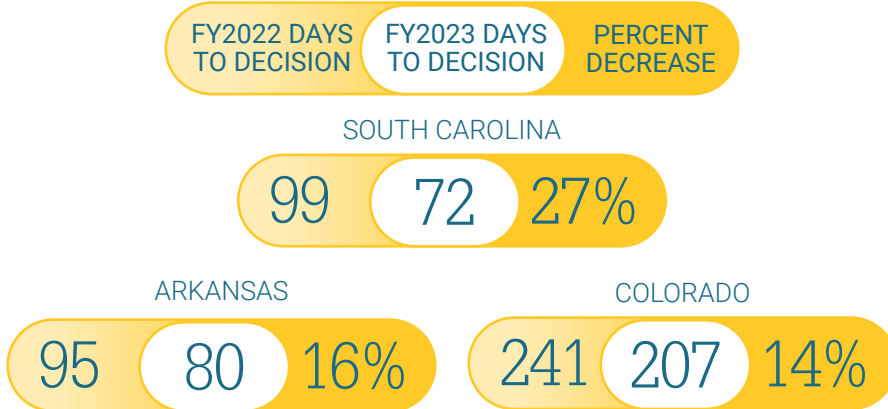 FY2022 DAYS TO DECISION
FY2023 DAYS TO DECISION
PERCENT DECREASE
SOUTH CAROLINA
99 72 27%
ARKANSAS
95 80 16%
COLORADO
241 207 14%